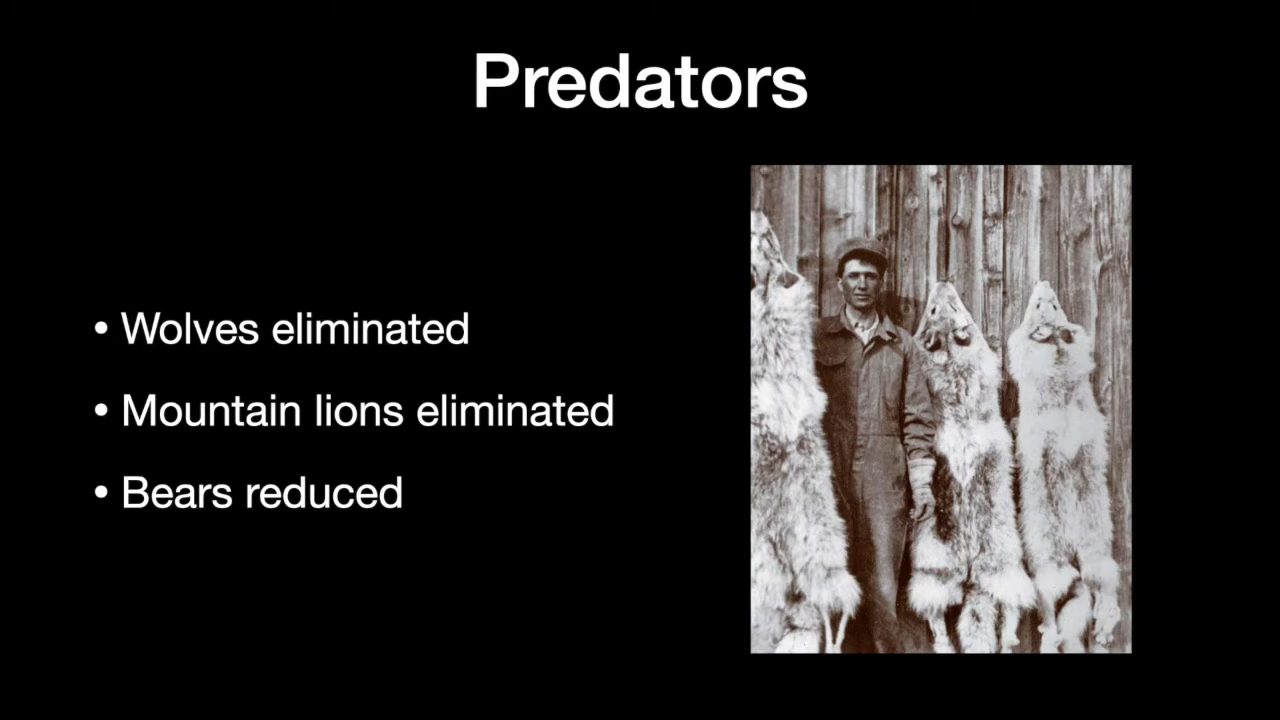 Predators
• Wolves eliminated
• Mountain lions eliminated
• Bears reduced